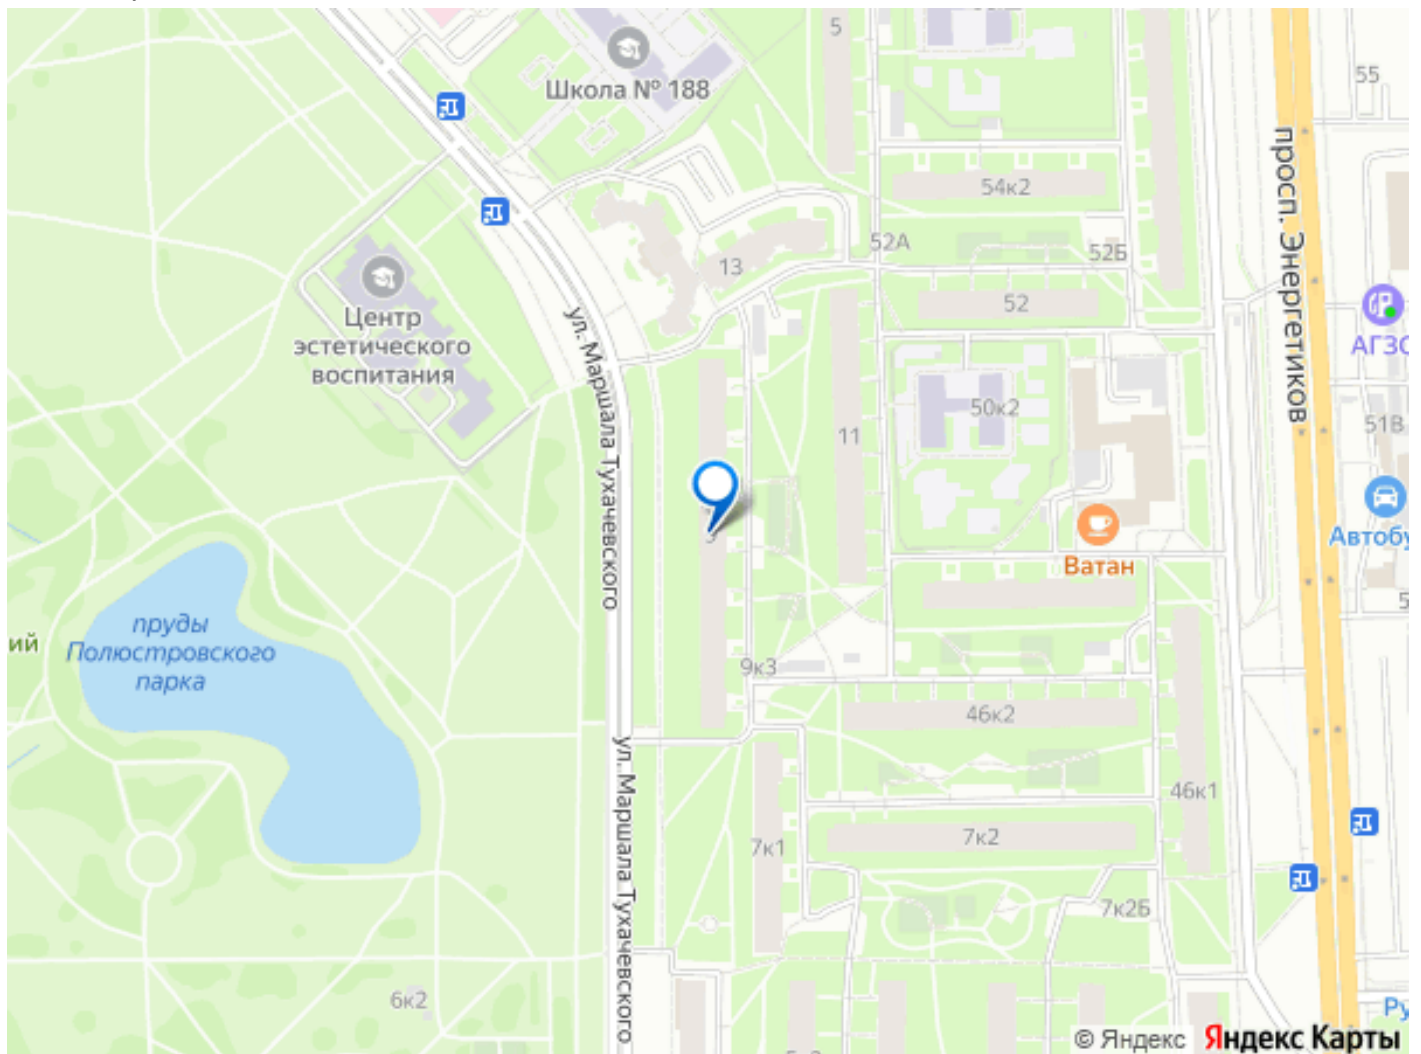 5
55
Школа № 188
54к2
просп. Энергетиков
52А
52Б
13
52
Центр
эстетического
воспитания
АГЗС
ул. Маршала Тухачевского
50к2
11
51В
9
Ватан
Автобу
5
пруды
Полюстровского
парка
ий
9к3
46к2
ул. Маршала Тухачевского
46к1
7к1
7к2
7к2Б
6к2
Ру
© Яндекс Яндекс Карты